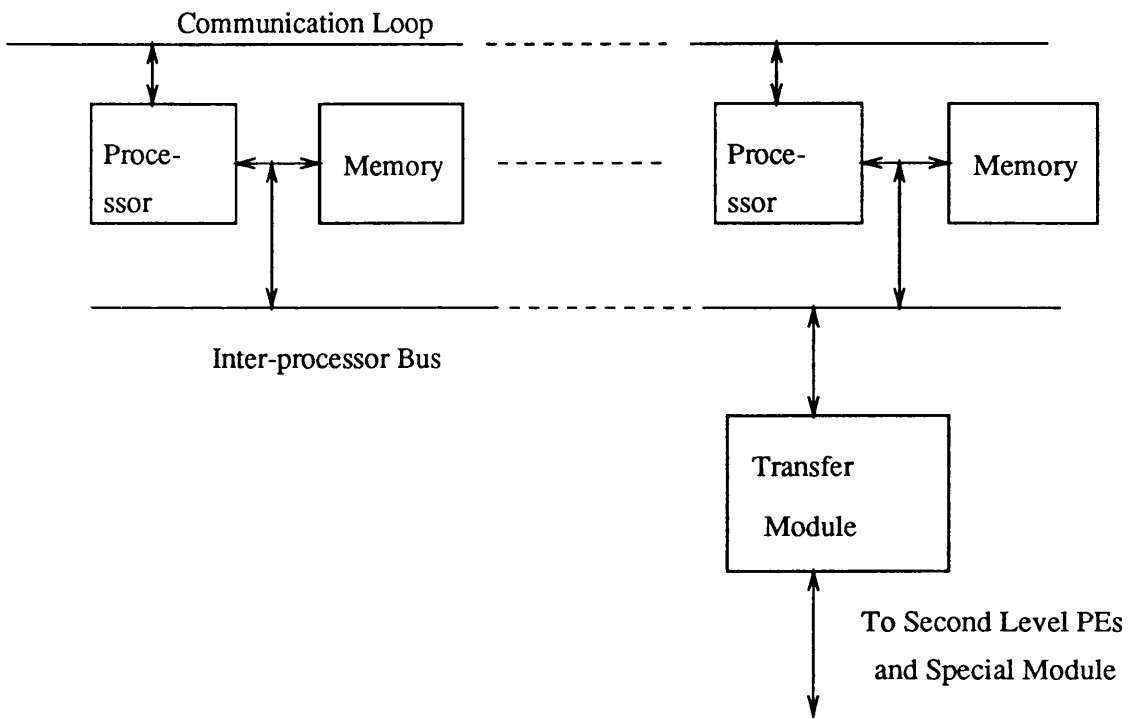 Communication Loop
Proce-
ssor
Memory
Proce-
ssor
Memory
Inter-processor Bus
Transfer
Module
To Second Level PEs
and Special Module